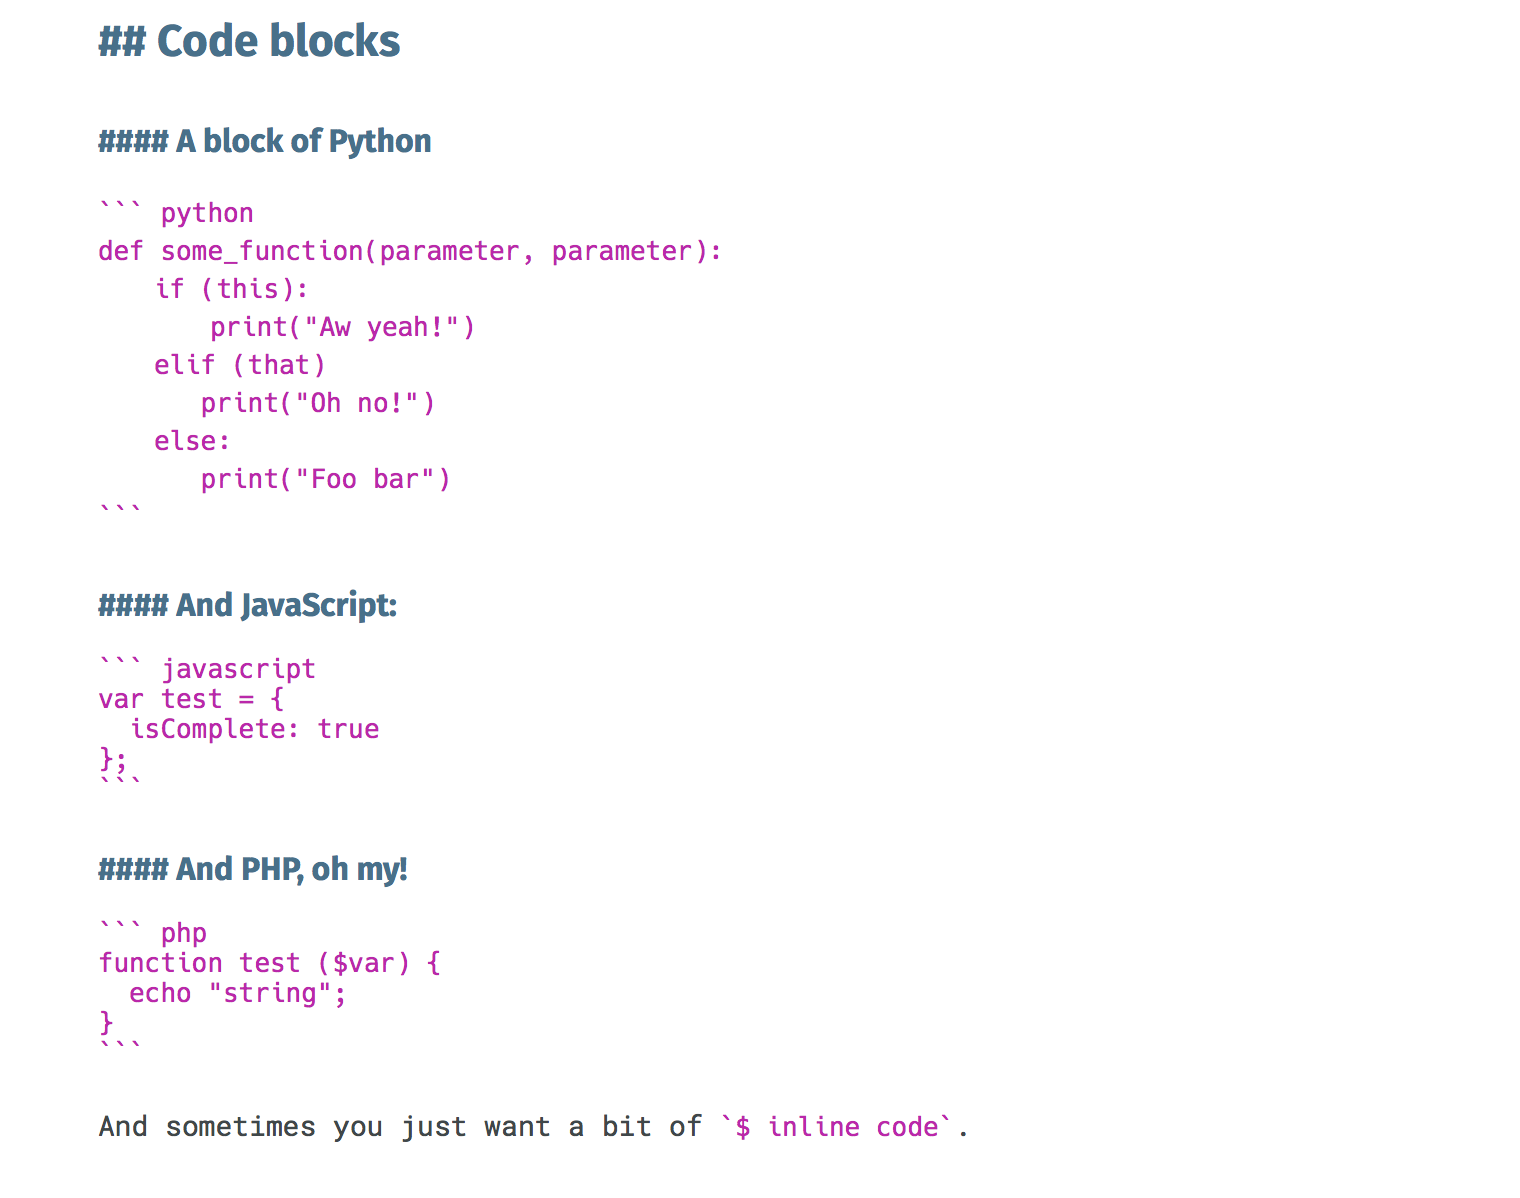 ## Code blocks
#### A block of Python
``` python
def some_function(parameter, parameter):
    if (this):
       print("Aw yeah!")
    elif (that)
       print("Oh no!")
    else:
       print("Foo bar")
```
#### And JavaScript:
``` javascript
var test = {
  isComplete: true
};
```
#### And PHP, oh my!
``` php
function test ($var) {
  echo "string";
}
```
And sometimes you just want a bit of `$ inline code`.